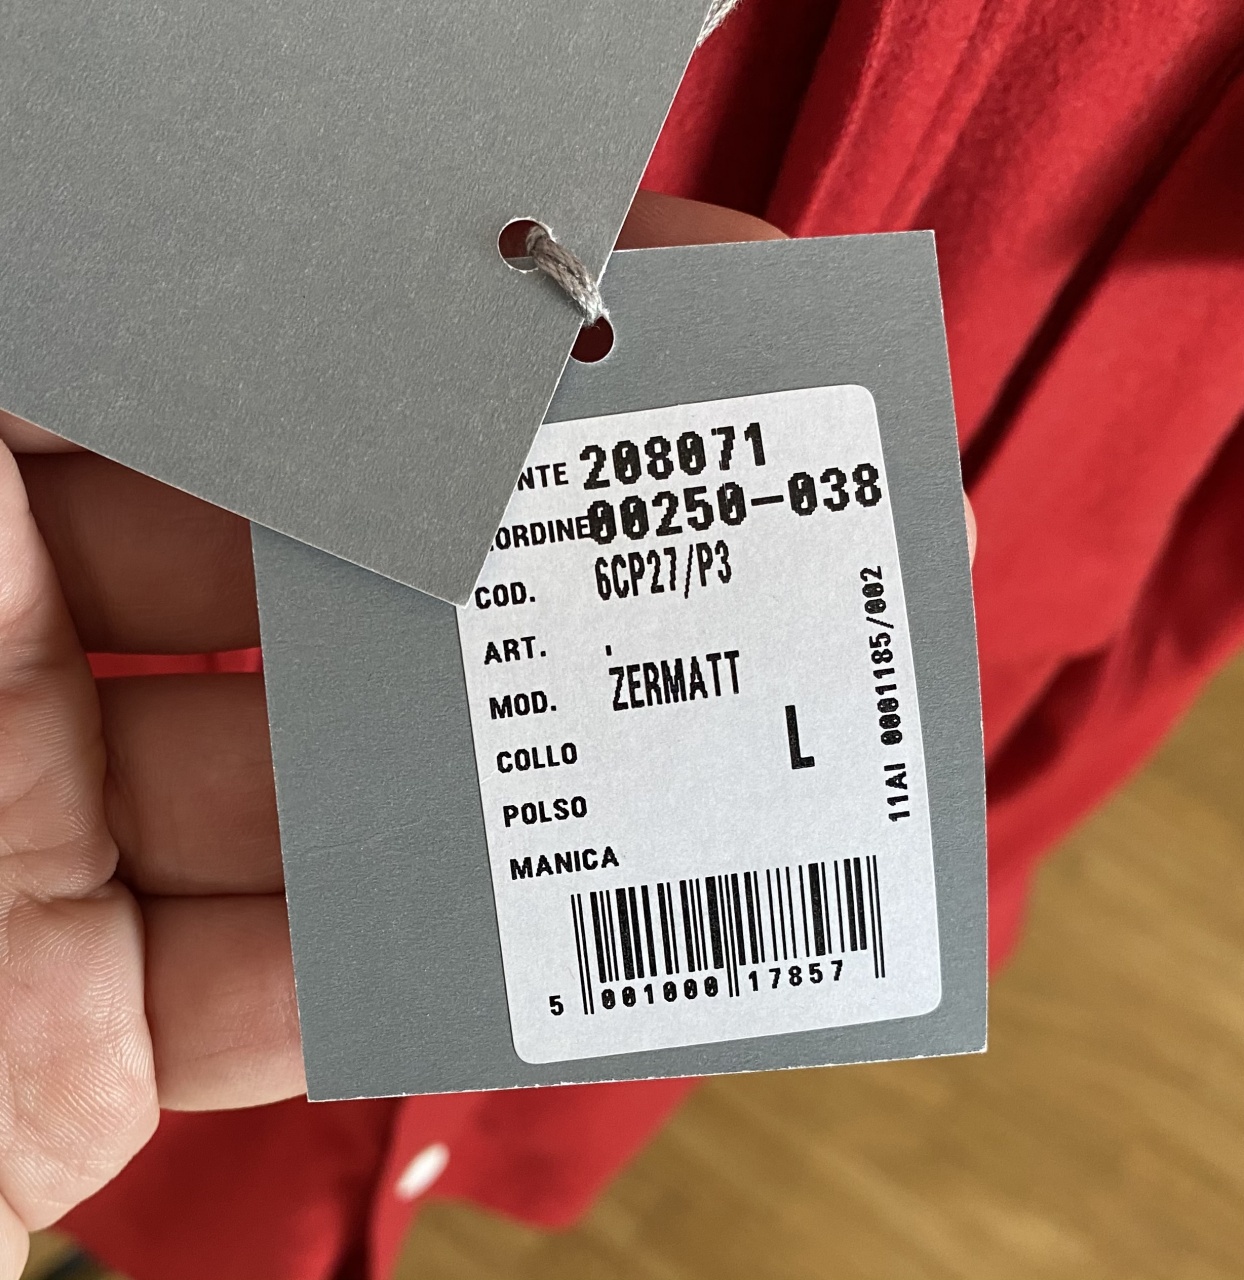 NTE 208071
.ORDINE 00250-038
COD. 6CP27/P3
ART. .
MOD. ZERMATT
COLLO L
POLSO
MANICA
11AI 0001185/002
5 001000 17857